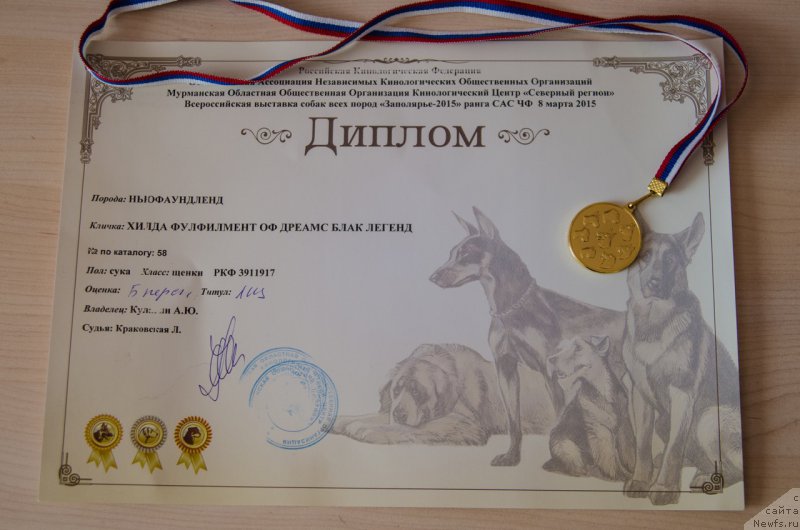 Российская Кинологическая Федерация
Ассоциация Независимых Кинологических Общественных Организаций
Мурманская Областная Общественная Организация Кинологический Центр «Северный регион»
Всероссийская выставка собак всех пород «Заполярье-2015» ранга САС ЧФ 8 марта 2015
Диплом
Порода: НЬЮФАУНДЛЕНД
Кличка: ХИЛДА ФУЛФИЛМЕНТ ОФ ДРЕАМС БЛАК ЛЕГЕНД
№ по каталогу: 58
Пол: сука Класс: щенки РКФ 3911917
Оценка: Титул: ЛЩ
Владелец: А.Ю.
Судья: Краковская Л.
с
сайта
Newfs.ru